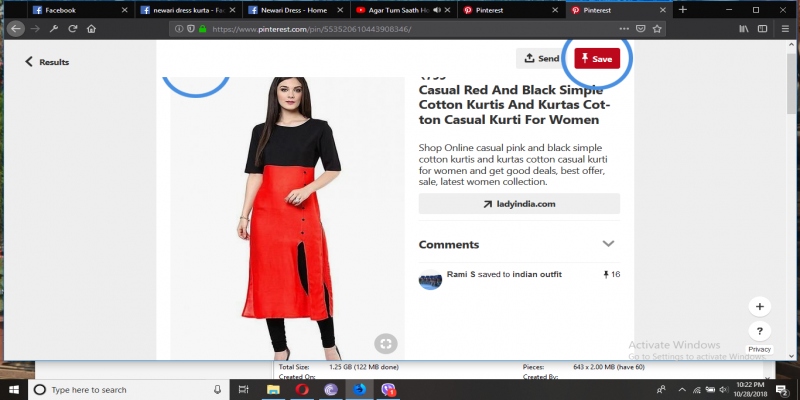 Facebook
newari dress kurta - Fa
Newari Dress - Home
Agar Tum Saath Ho
Pinterest
Pinterest
https://www.pinterest.com/pin/553520610443908346/
Results
Send
Save
Casual Red And Black Simple
Cotton Kurtis And Kurtas Cot-
ton Casual Kurti For Women
Shop Online casual pink and black simple
cotton kurtis and kurtas cotton casual kurti
for women and get good deals, best offer,
sale, latest women collection.
ladyindia.com
Comments
Rami S saved to indian outfit
16
+
?
Privacy
Activate Windows
Go to Settings to activate Windows.
Total Size: 1.25 GB (122 MB done)
Pieces: 643 x 2.00 MB (have 60)
Created On:
Created By:
Type here to search
10:22 PM
10/28/2018